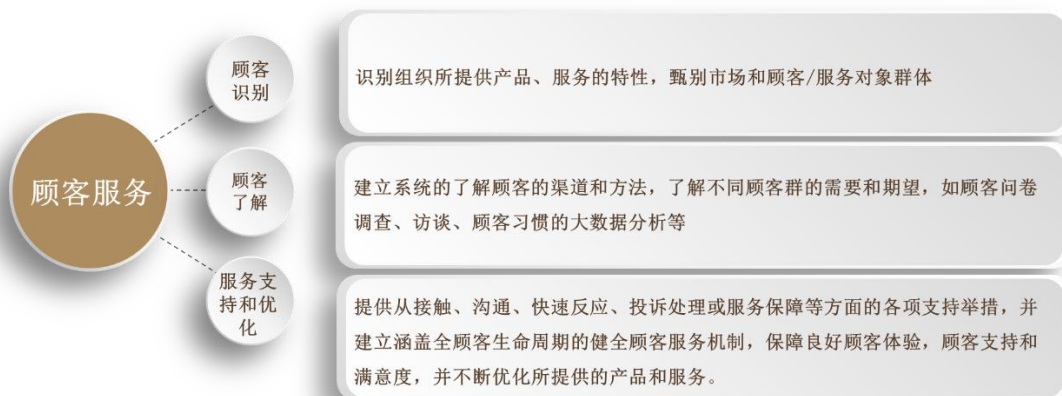 顾客服务
顾客
识别
识别组织所提供产品、服务的特性，甄别市场和顾客/服务对象群体
顾客
了解
建立系统的了解顾客的渠道和方法，了解不同顾客群的需要和期望，如顾客问卷
调查、访谈、顾客习惯的大数据分析等
服务支
持和优
化
提供从接触、沟通、快速反应、投诉处理或服务保障等方面的各项支持举措，并
建立涵盖全顾客生命周期的健全顾客服务机制，保障良好顾客体验，顾客支持和
满意度，并不断优化所提供的产品和服务。